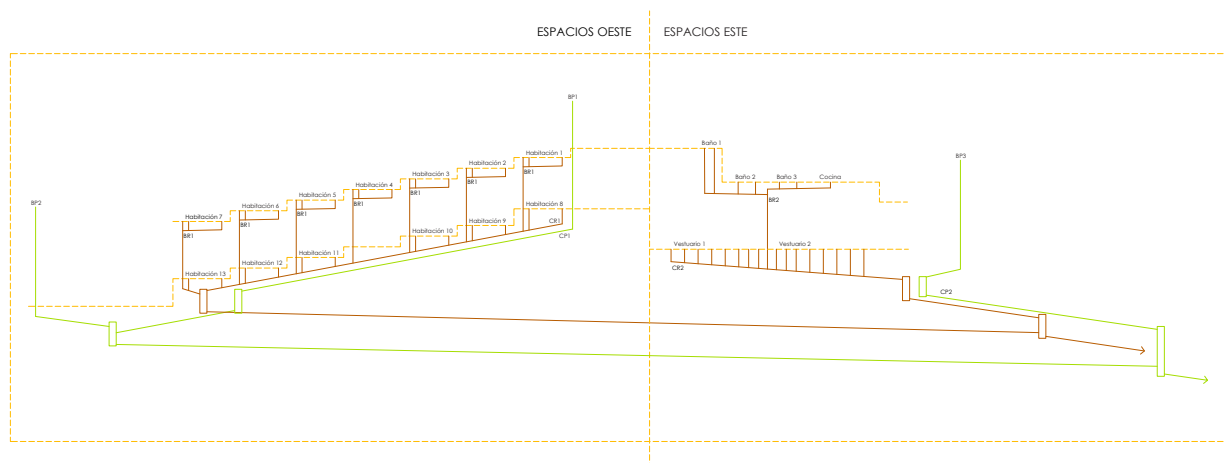 ESPACIOS OESTE
ESPACIOS ESTE
BP1
Baño 1
Habitación 1
BR1
Habitación 2
BR1
Habitación 3
BR1
Habitación 4
BR1
Habitación 5
BR1
Habitación 6
BR1
Habitación 7
BR1
BP2
BP3
Baño 2
Baño 3
Cocina
BR2
Habitación 8
CR1
CP1
Habitación 9
Habitación 10
Habitación 11
Habitación 12
Habitación 13
Vestuario 1
Vestuario 2
CR2
CP2